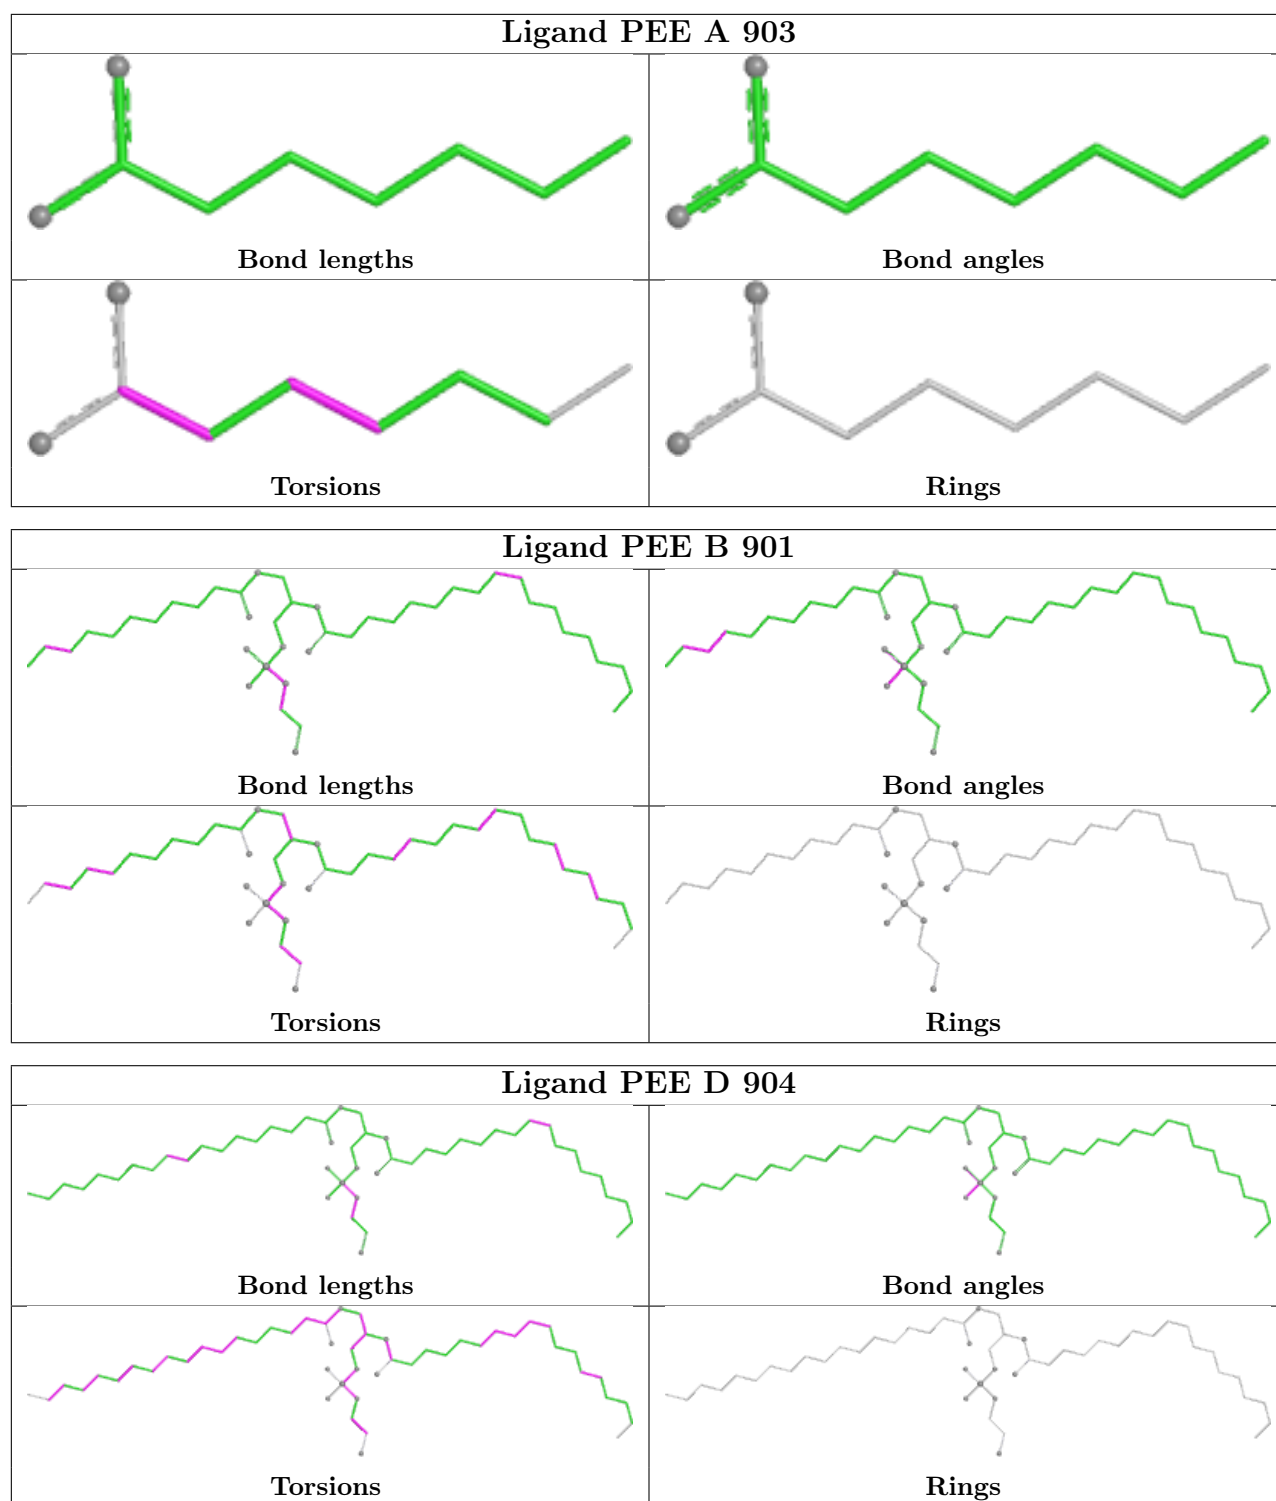 Ligand PEE A 903
Bond lengths
Bond angles
Torsions
Rings
Ligand PEE B 901
Bond lengths
Bond angles
Torsions
Rings
Ligand PEE D 904
Bond lengths
Bond angles
Torsions
Rings